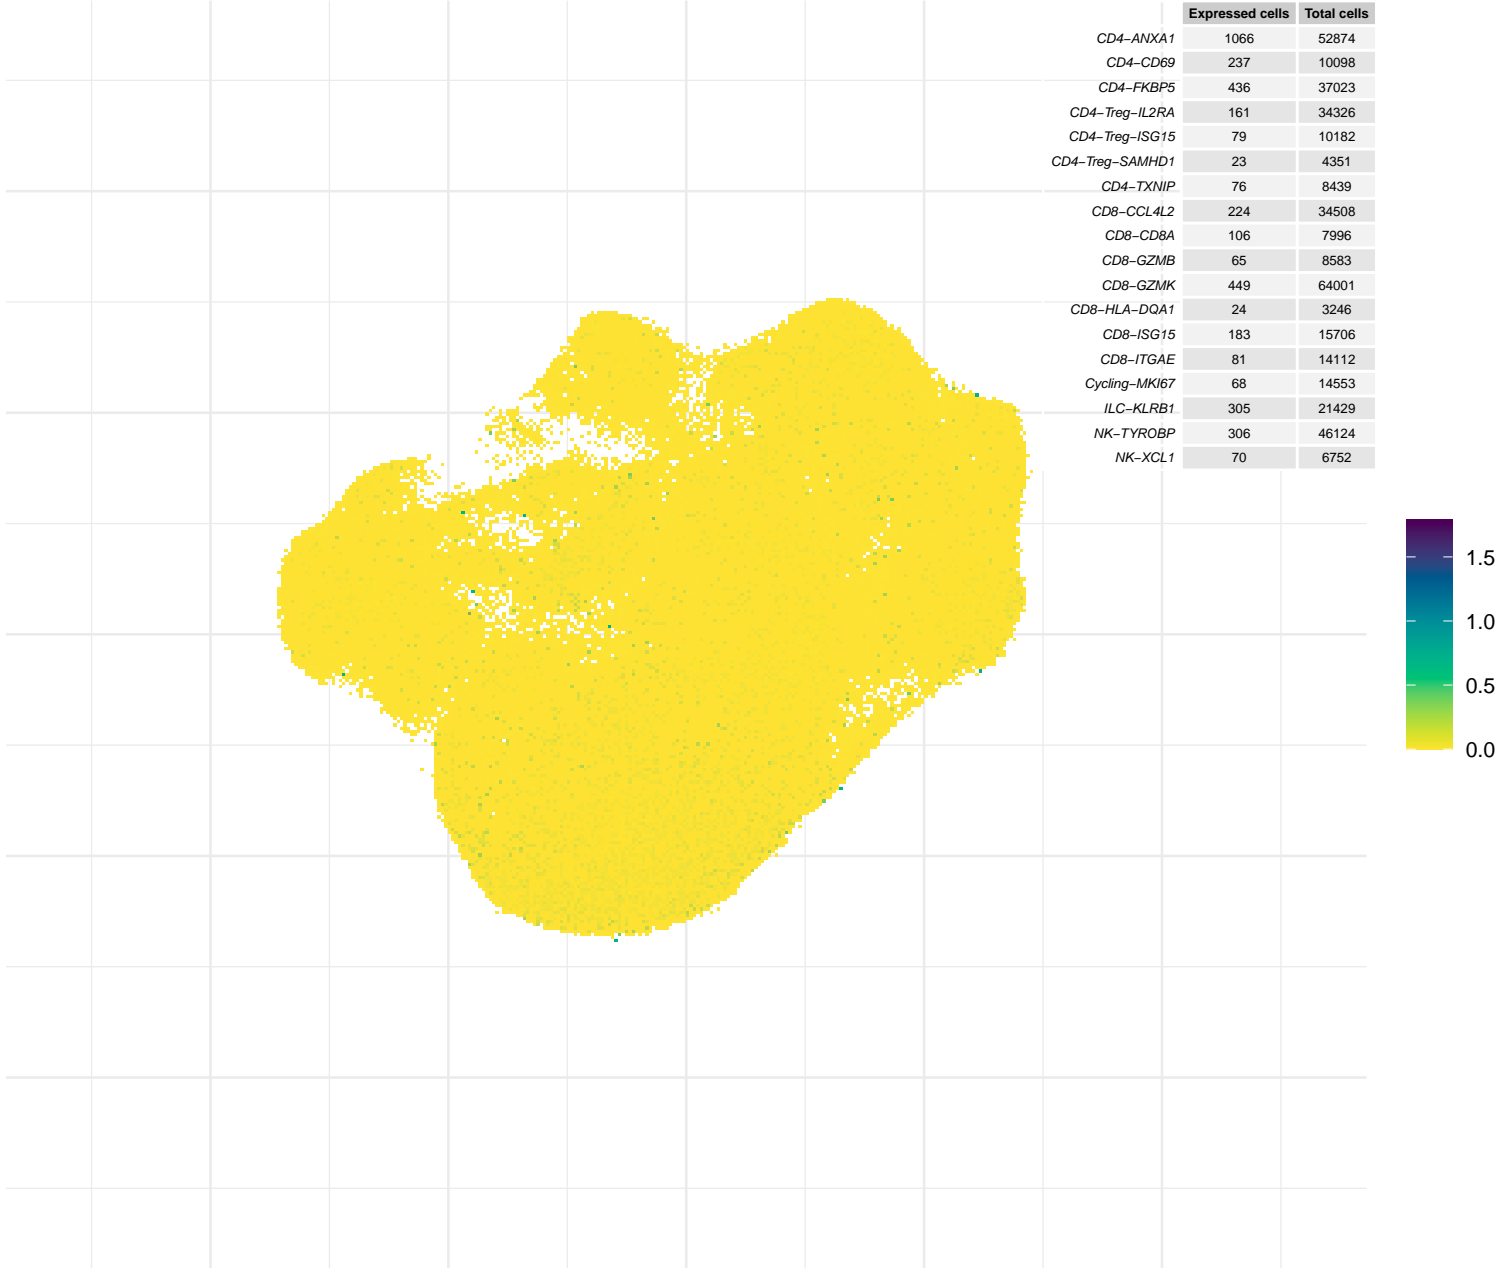 Expressed cells Total cells
CD4−ANXA1 1066 52874
CD4−CD69 237 10098
CD4−FKBP5 436 37023
CD4−Treg−IL2RA 161 34326
CD4−Treg−ISG15 79 10182
CD4−Treg−SAMHD1 23 4351
CD4−TXNIP 76 8439
CD8−CCL4L2 224 34508
CD8−CD8A 106 7996
CD8−GZMB 65 8583
CD8−GZMK 449 64001
CD8−HLA−DQA1 24 3246
CD8−ISG15 183 15706
CD8−ITGAE 81 14112
Cycling−MKI67 68 14553
ILC−KLRB1 305 21429
NK−TYROBP 306 46124
NK−XCL1 70 6752
1.5
1.0
0.5
0.0